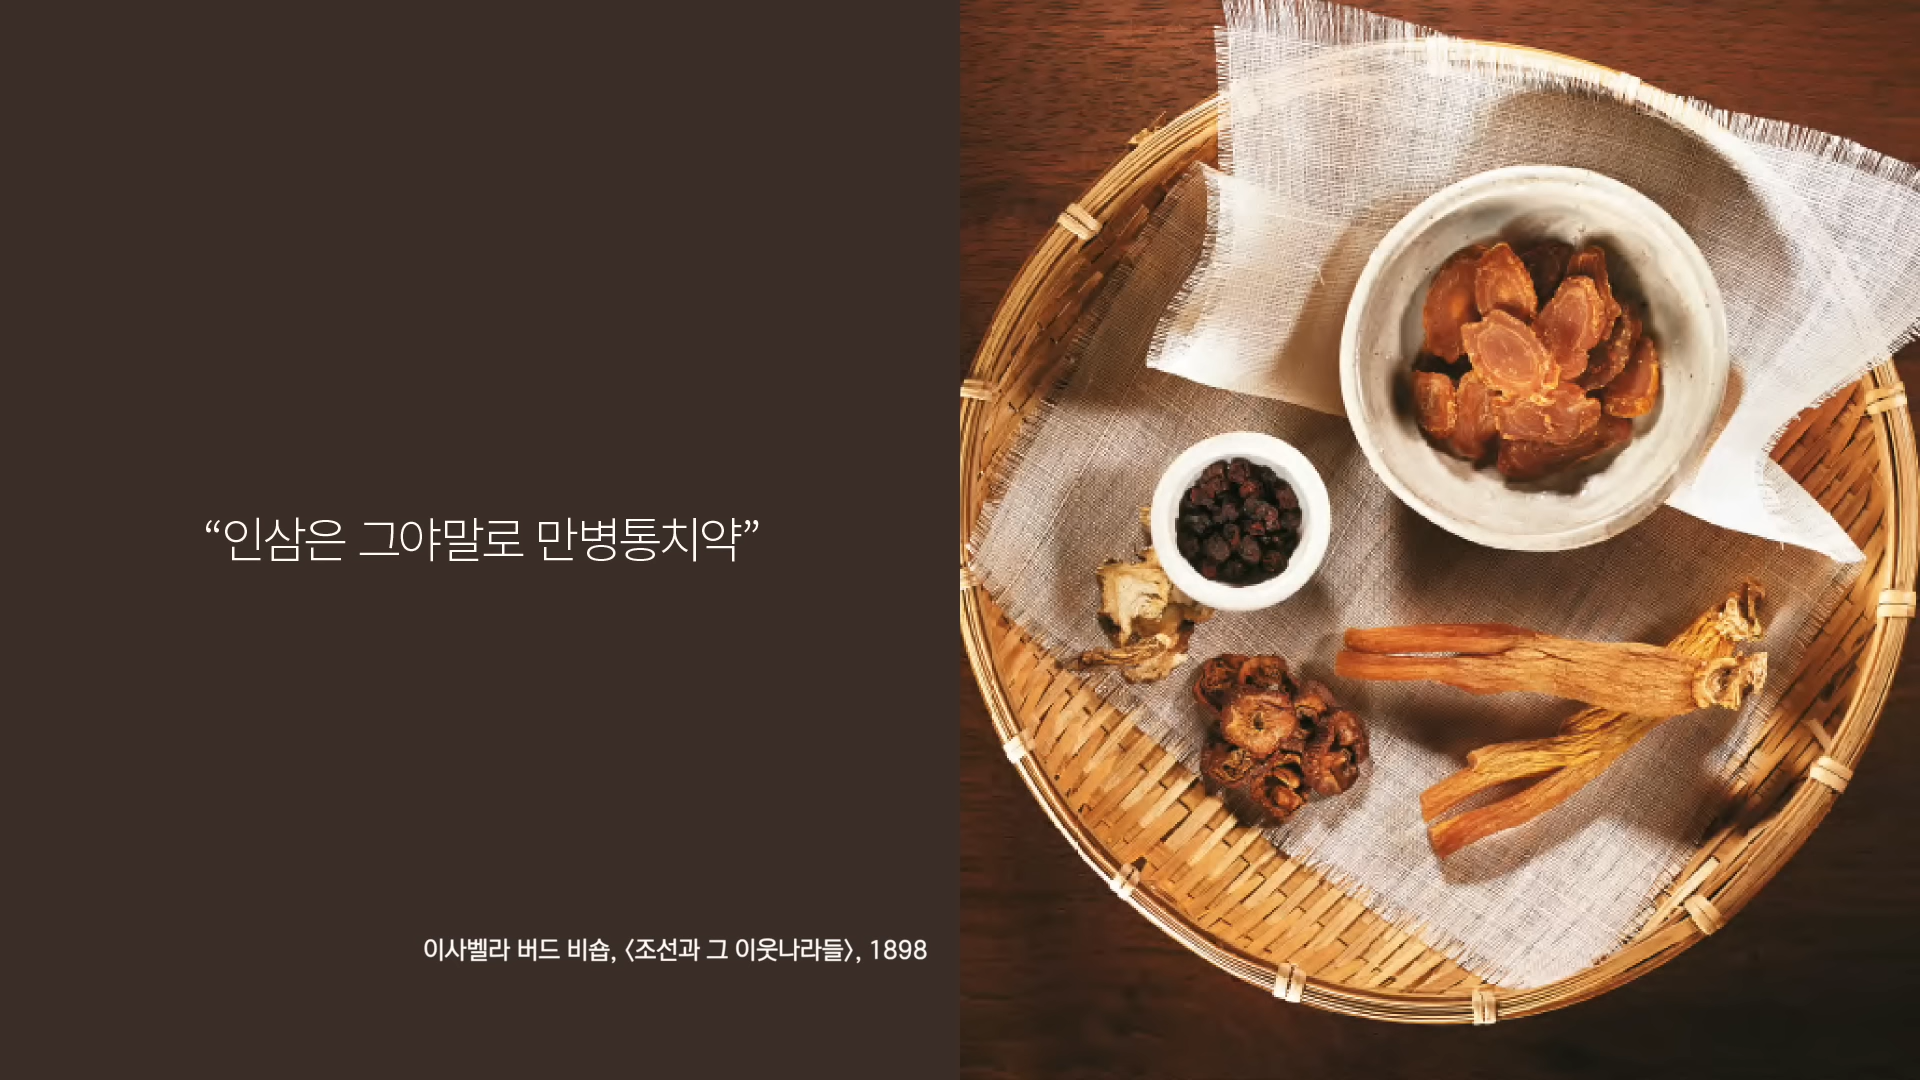 “인삼은 그야말로 만병통치약”
이사벨라 버드 비숍, 〈조선과 그 이웃나라들〉, 1898